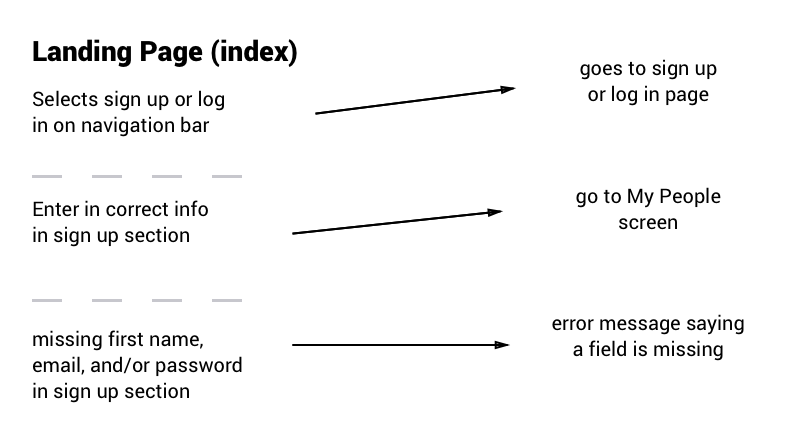 Landing Page (index)
Selects sign up or log
in on navigation bar
goes to sign up
or log in page
Enter in correct info
in sign up section
go to My People
screen
missing first name,
email, and/or password
in sign up section
error message saying
a field is missing